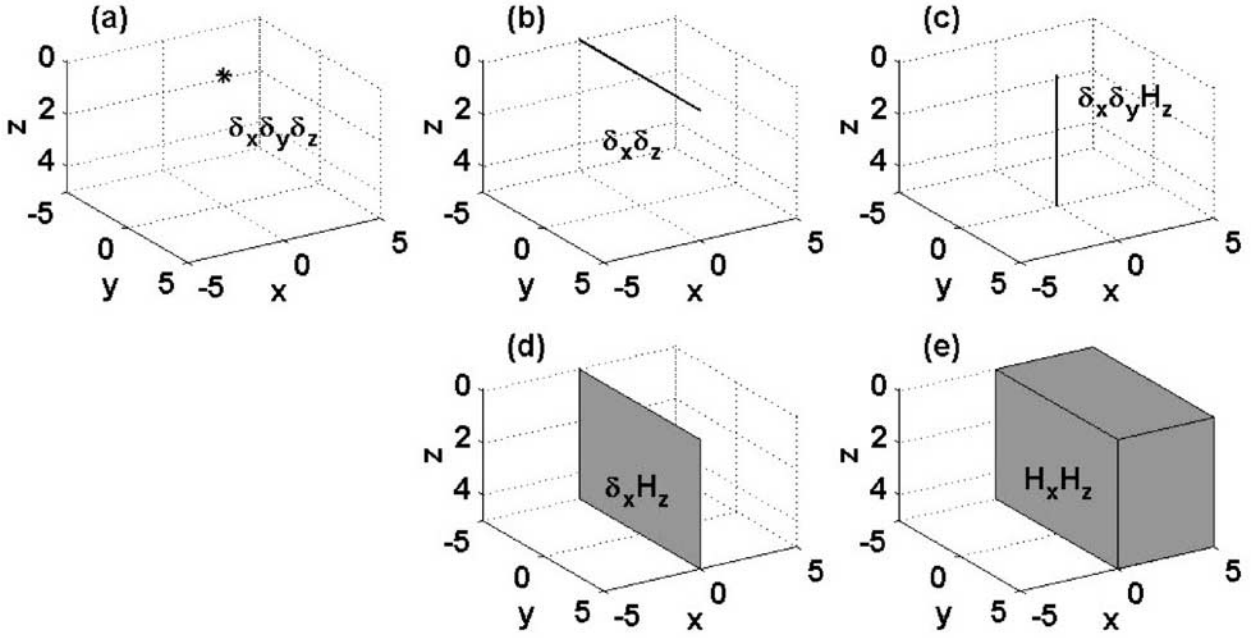 (a) (b) (c)
0 0 0
2 2 2
4 4 4
z z z
δxδyδz δxδz δxδyHz
-5 -5 -5
0 0 0
5 -5 5 -5 5 -5
0 0 0
5 5 5
y x y x y x
(d) (e)
0 0
2 2
4 4
z z
δxHz HxHz
-5 -5
0 0
5 -5 5 -5
0 0
5 5
y x y x